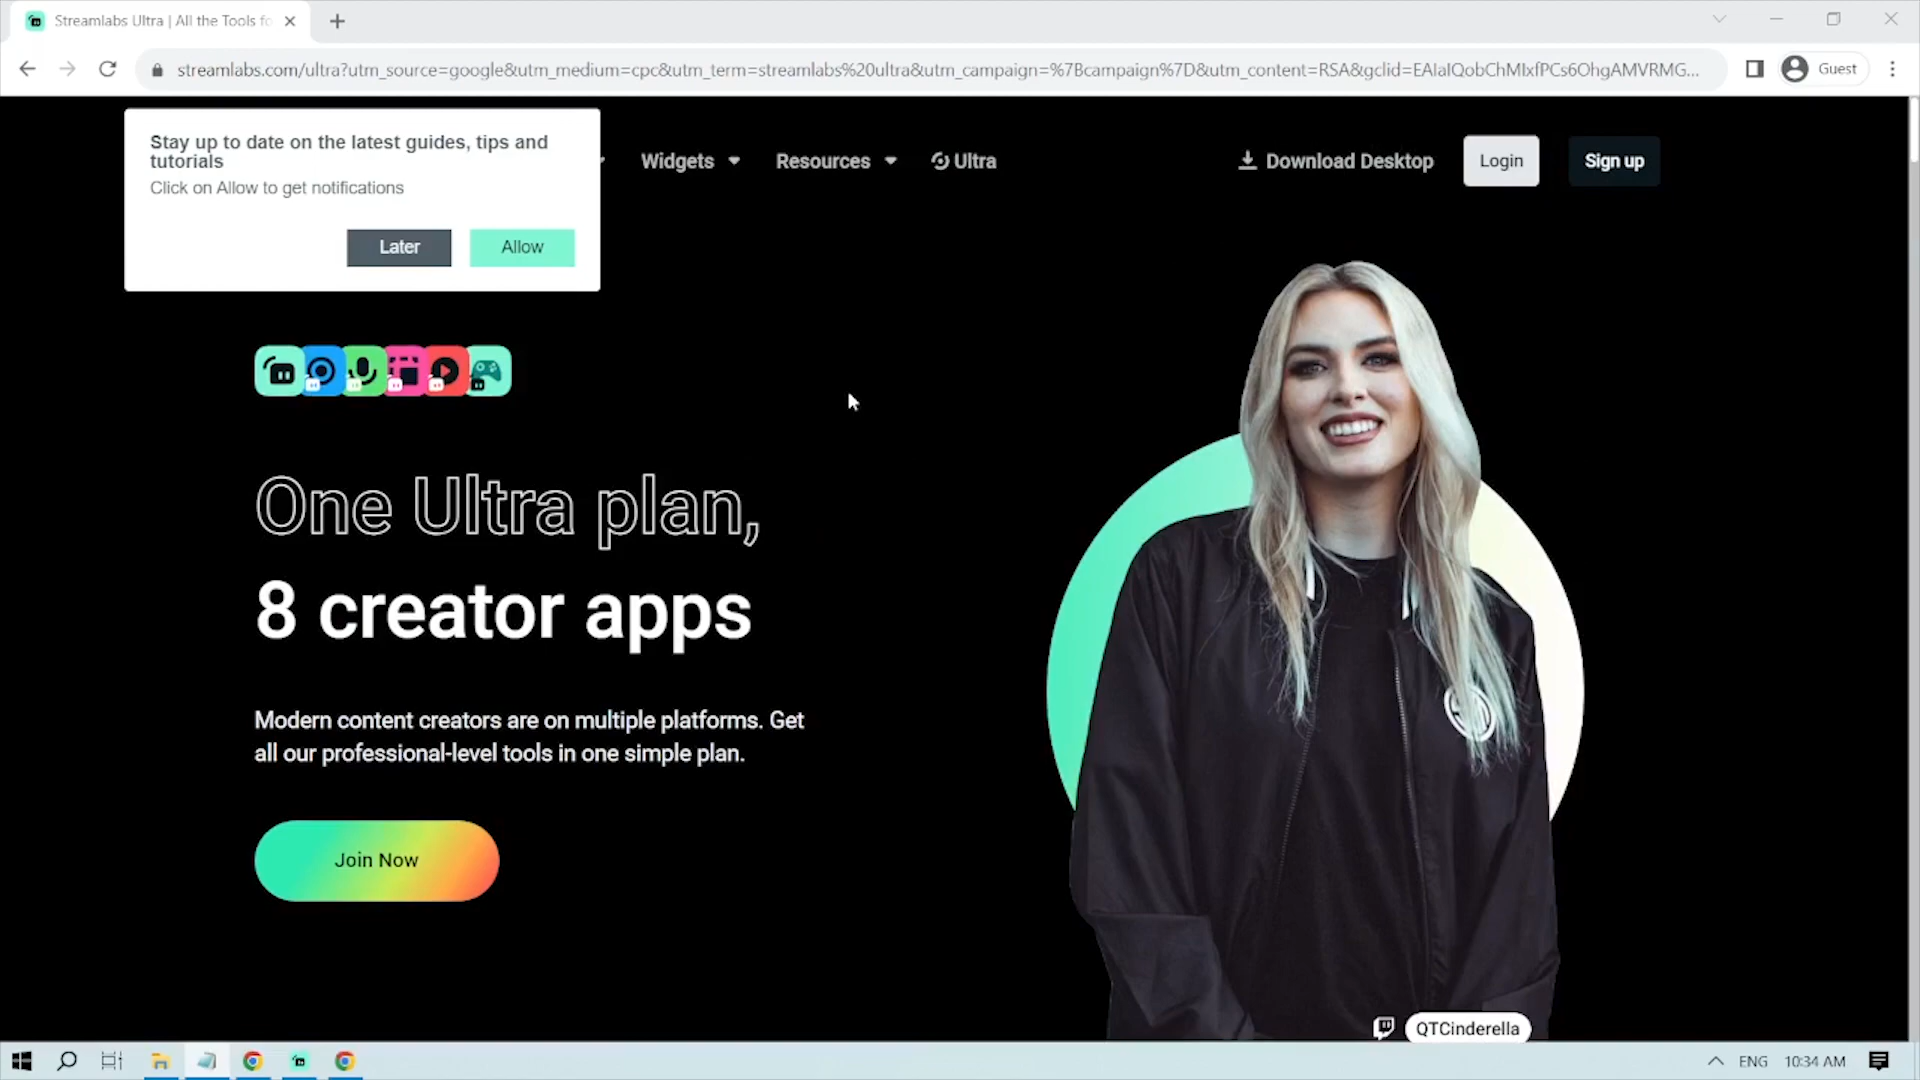 Streamlabs Ultra | All the Tools fo
streamlabs.com/ultra?utm_source=google&utm_medium=cpc&utm_term=streamlabs%20ultra&utm_campaign=%7Bcampaign%7D&utm_content=RSA&gclid=EAIaIQobChMIxfPCs6OhgAMVRMG...
Guest
Stay up to date on the latest guides, tips and
tutorials
Click on Allow to get notifications
Later
Allow
Widgets
Resources
Ultra
Download Desktop
Login
Sign up
One Ultra plan,
8 creator apps
Modern content creators are on multiple platforms. Get
all our professional-level tools in one simple plan.
Join Now
QTCinderella
ENG
10:34 AM